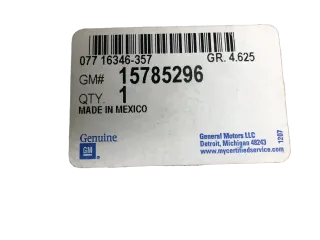 077 16346-357 GR. 4.625
GM# 15785296
QTY. 1
MADE IN MEXICO
Genuine
GM
General Motors LLC
Detroit, Michigan 48243
www.mycertifiedservice.com
1207